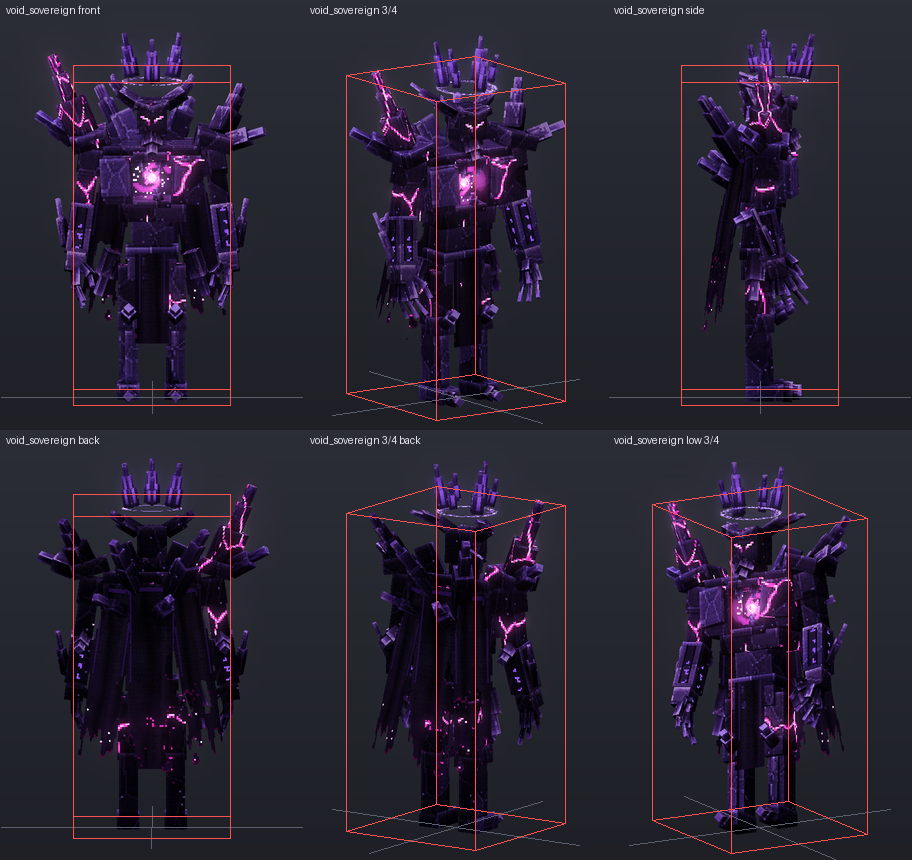 void_sovereign front
void_sovereign 3/4
void_sovereign side
void_sovereign back
void_sovereign 3/4 back
void_sovereign low 3/4